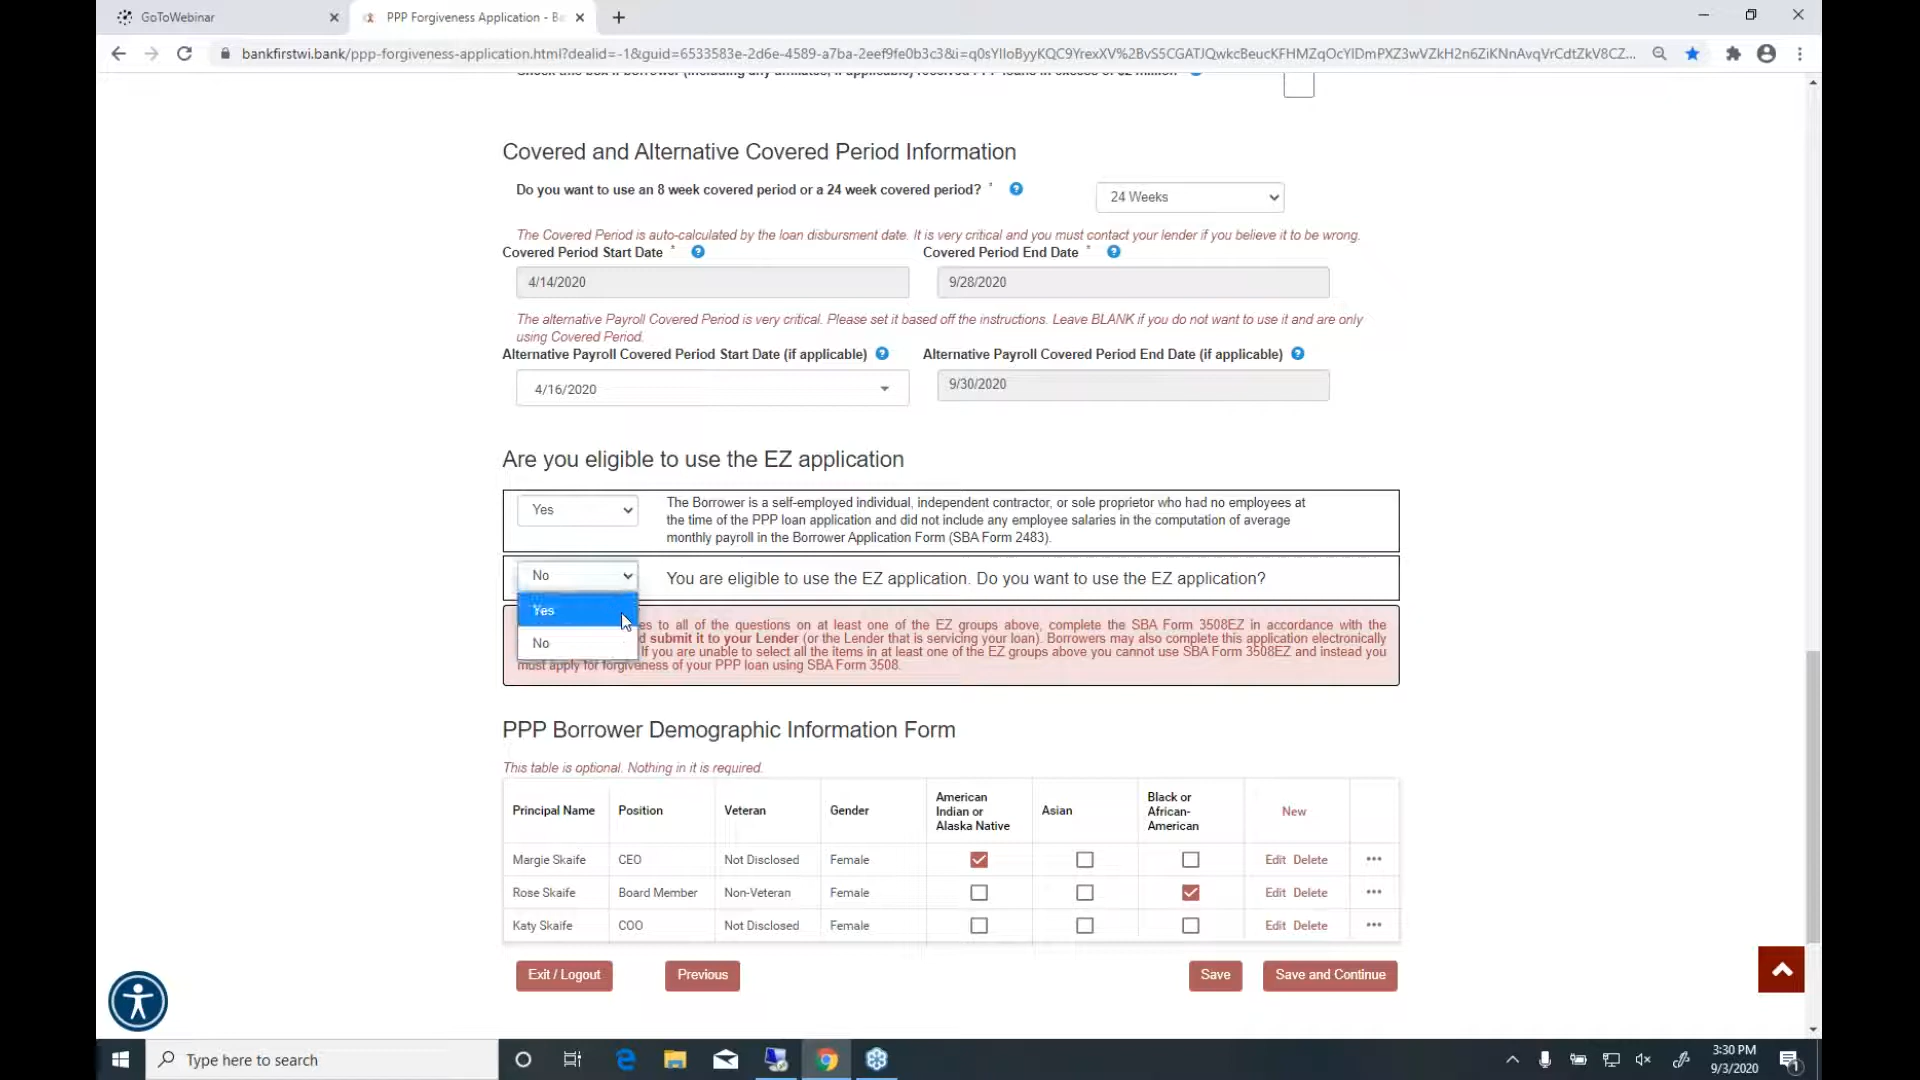 GoToWebinar
PPP Forgiveness Application - Ba
bankfirstwi.bank/ppp-forgiveness-application.html?dealid=-1&guid=6533583e-2d6e-4589-a7ba-2eef9fe0b3c3&i=q0sYlloByyKQC9YrexXV%2BvS5CGATJQwkcBeucKFHMZqOcYlDmPXZ3wVZkH2n6ZiKNnAvqVrCdtZkV8CZ...
Covered and Alternative Covered Period Information
Do you want to use an 8 week covered period or a 24 week covered period? *
24 Weeks
The Covered Period is auto-calculated by the loan disbursment date. It is very critical and you must contact your lender if you believe it to be wrong.
Covered Period Start Date * Covered Period End Date *
4/14/2020 9/28/2020
The alternative Payroll Covered Period is very critical. Please set it based off the instructions. Leave BLANK if you do not want to use it and are only
using Covered Period.
Alternative Payroll Covered Period Start Date (if applicable) Alternative Payroll Covered Period End Date (if applicable)
4/16/2020 9/30/2020
Are you eligible to use the EZ application
Yes
The Borrower is a self-employed individual, independent contractor, or sole proprietor who had no employees at
the time of the PPP loan application and did not include any employee salaries in the computation of average
monthly payroll in the Borrower Application Form (SBA Form 2483).
No
You are eligible to use the EZ application. Do you want to use the EZ application?
Yes
No
es to all of the questions on at least one of the EZ groups above, complete the SBA Form 3508EZ in accordance with the
d submit it to your Lender (or the Lender that is servicing your loan). Borrowers may also complete this application electronically
If you are unable to select all the items in at least one of the EZ groups above you cannot use SBA Form 3508EZ and instead you
must apply for forgiveness of your PPP loan using SBA Form 3508.
PPP Borrower Demographic Information Form
This table is optional. Nothing in it is required.
Principal Name Position Veteran Gender American Indian or Alaska Native Asian Black or African-American New
Margie Skaife CEO Not Disclosed Female Edit Delete
Rose Skaife Board Member Non-Veteran Female Edit Delete
Katy Skaife COO Not Disclosed Female Edit Delete
Exit / Logout Previous Save Save and Continue
Type here to search
3:30 PM
9/3/2020
1